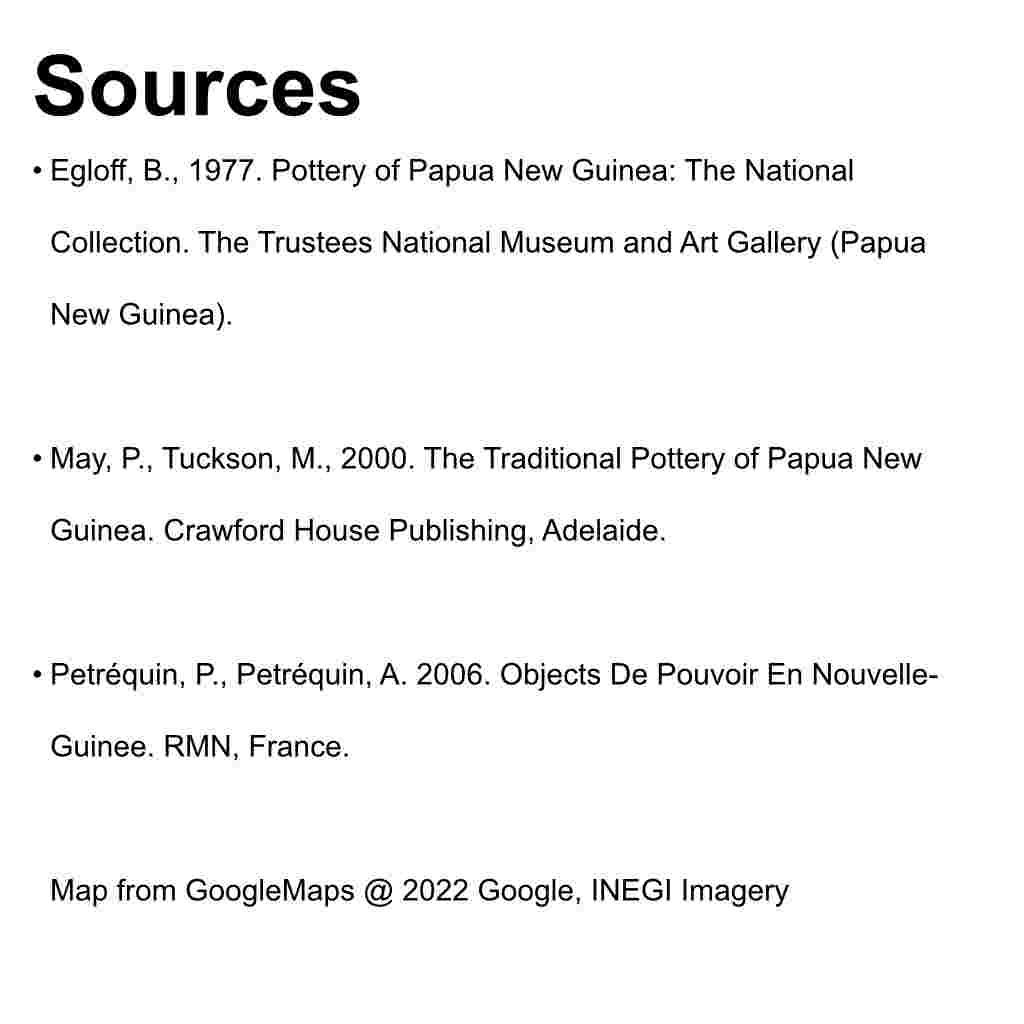 Sources
• Egloff, B., 1977. Pottery of Papua New Guinea: The National
Collection. The Trustees National Museum and Art Gallery (Papua
New Guinea).
• May, P., Tuckson, M., 2000. The Traditional Pottery of Papua New
Guinea. Crawford House Publishing, Adelaide.
• Petréquin, P., Petréquin, A. 2006. Objects De Pouvoir En Nouvelle-
Guinee. RMN, France.
Map from GoogleMaps @ 2022 Google, INEGI Imagery